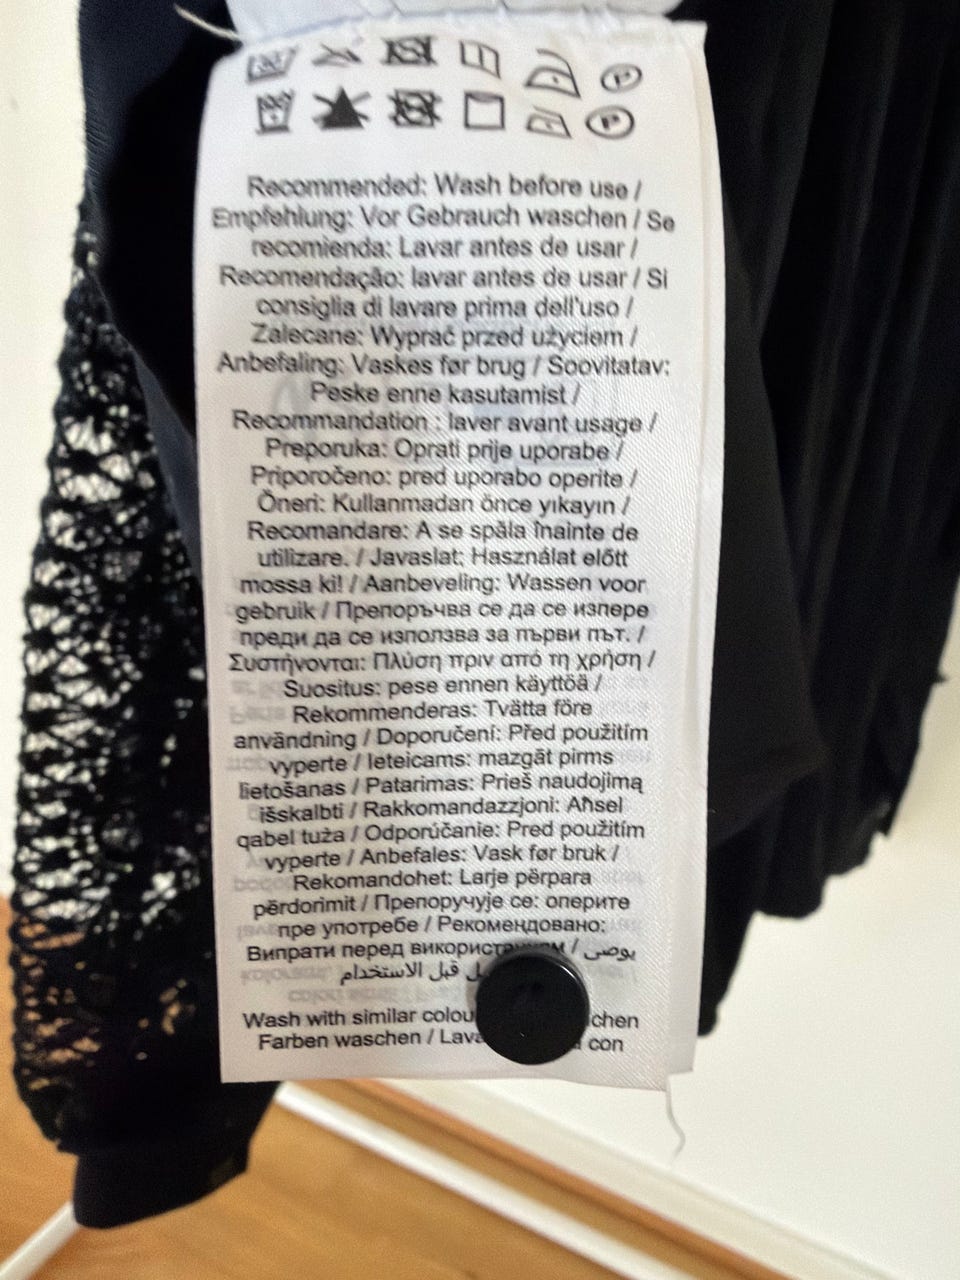 Recommended: Wash before use /
Empfehlung: Vor Gebrauch waschen / Se
recomienda: Lavar antes de usar /
Recomendação: lavar antes de usar / Si
consiglia di lavare prima dell'uso /
Zalecane: Wyprać przed użyciem /
Anbefaling: Vaskes før brug / Soovitatav:
Peske enne kasutamist /
Recommandation : laver avant usage /
Preporuka: Oprati prije uporabe /
Priporočeno: pred uporabo operite /
Öneri: Kullanmadan önce yıkayın /
Recomandare: A se spăla înainte de
utilizare. / Javaslat: Használat előtt
mossa ki! / Aanbeveling: Wassen voor
gebruik / Препоръчва се да се изпере
преди да се използва за първи път. /
Συστήνονται: Πλύση πριν από τη χρήση /
Suositus: pese ennen käyttöä /
Rekommenderas: Tvätta före
användning / Doporučení: Před použitím
vyperte / Ieteicams: mazgāt pirms
lietošanas / Patarimas: Prieš naudojimą
išskalbti / Rakkomandazzjoni: Aħsel
qabel tuża / Odporúčanie: Pred použitím
vyperte / Anbefales: Vask før bruk /
Rekomandohet: Larje përpara
përdorimit / Препоручује се: оперите
пре употребе / Рекомендовано:
Випрати перед / يوصى
قبل الاستخدام
Wash with similar
Farben waschen / con